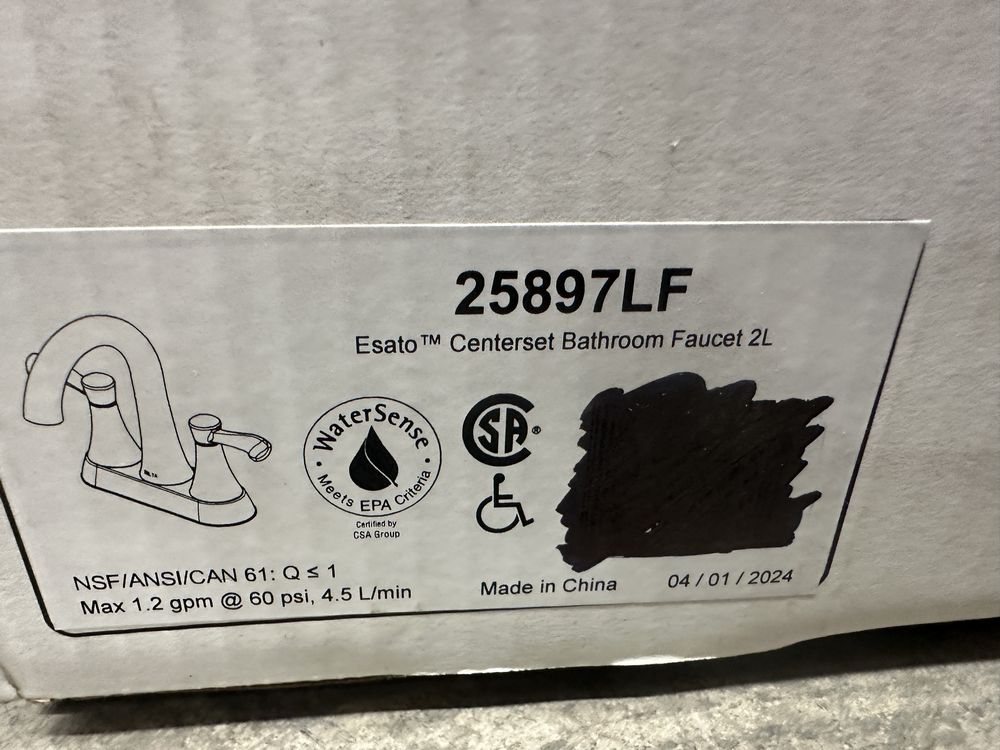 25897LF
Esato™ Centerset Bathroom Faucet 2L
WaterSense
Meets EPA Criteria
Certified by
CSA Group
CSA®
NSF/ANSI/CAN 61: Q ≤ 1
Max 1.2 gpm @ 60 psi, 4.5 L/min
Made in China
04 / 01 / 2024